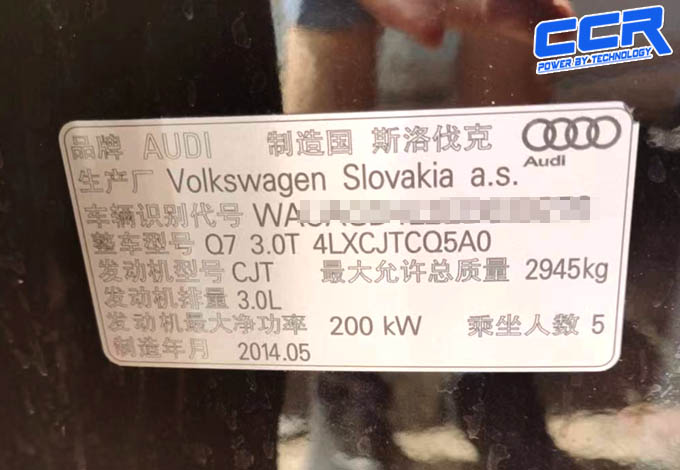 CCR
POWER BY TECHNOLOGY
品牌 AUDI 制造国 斯洛伐克
Audi
生产厂 Volkswagen Slovakia a.s.
车辆识别代号
整车型号 Q7 3.0T 4LXCJTCQ5A0
发动机型号 CJT 最大允许总质量 2945kg
发动机排量 3.0L
发动机最大净功率 200 kW 乘坐人数 5
制造年月 2014.05